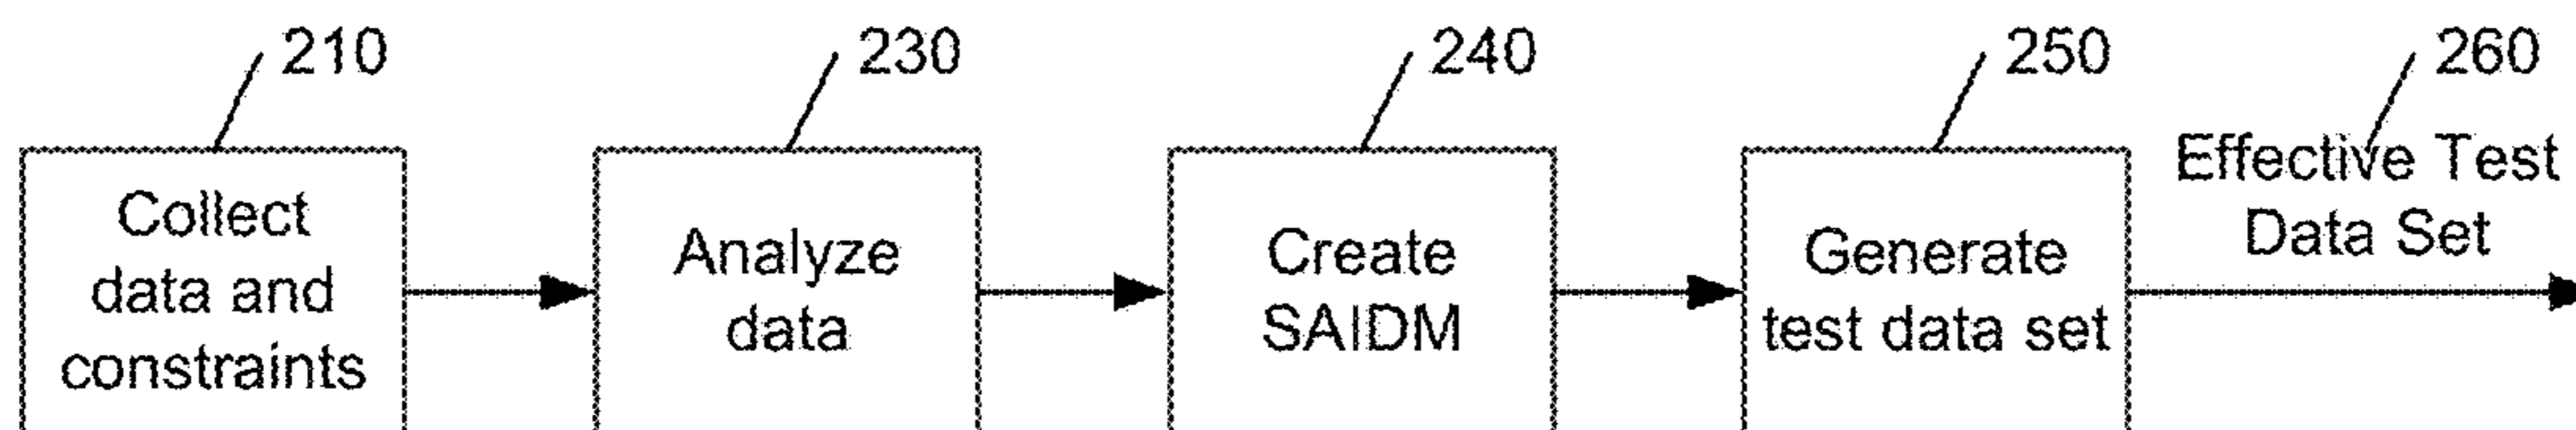 210
230
240
250
260
Collect
data and
constraints
Analyze
data
Create
SAIDM
Generate
test data set
Effective Test
Data Set